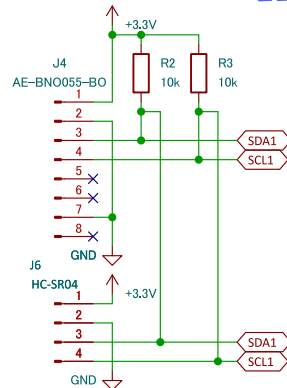 +3.3V
J4
AE-BNO055-BO
R2
10k
R3
10k
1
2
3
4
5
6
7
8
SDA1
SCL1
GND
J6
HC-SR04
+3.3V
1
2
3
4
SDA1
SCL1
GND